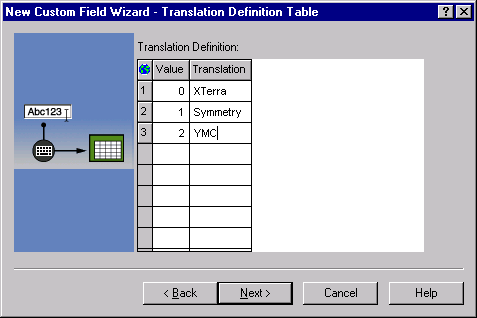 New Custom Field Wizard - Translation Definition Table
Translation Definition:
Value Translation
1 0 XTerra
2 1 Symmetry
3 2 YMC
Abc123
< Back Next > Cancel Help